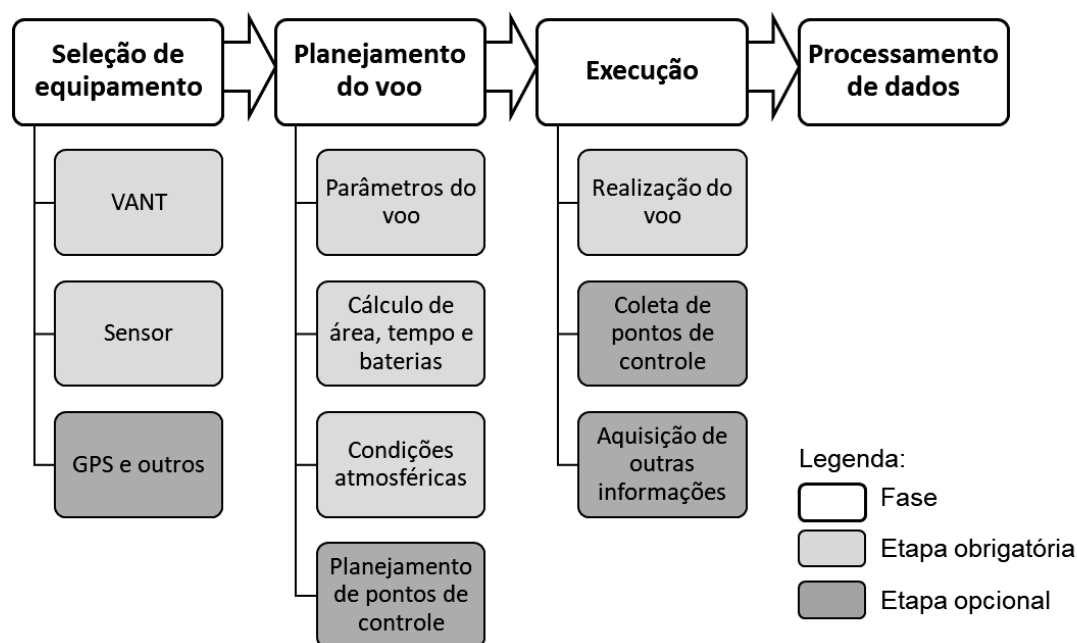 Seleção de
equipamento
Planejamento
do voo
Execução
Processamento
de dados
VANT
Sensor
GPS e outros
Parâmetros do
voo
Cálculo de
área, tempo e
baterias
Condições
atmosféricas
Planejamento
de pontos de
controle
Realização do
voo
Coleta de
pontos de
controle
Aquisição de
outras
informações
Legenda:
Fase
Etapa obrigatória
Etapa opcional